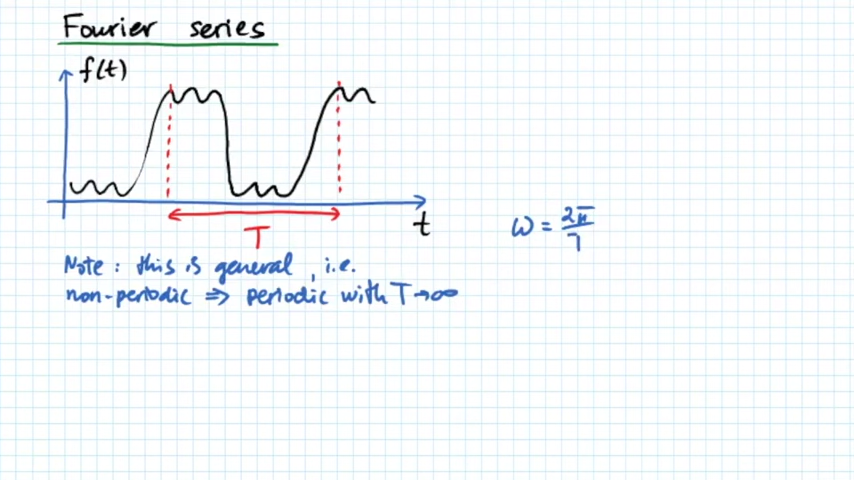 Fourier series
f(t)
T
t
Note: this is general, i.e.
non-periodic ⇒ periodic with T→∞
ω = 2π/T